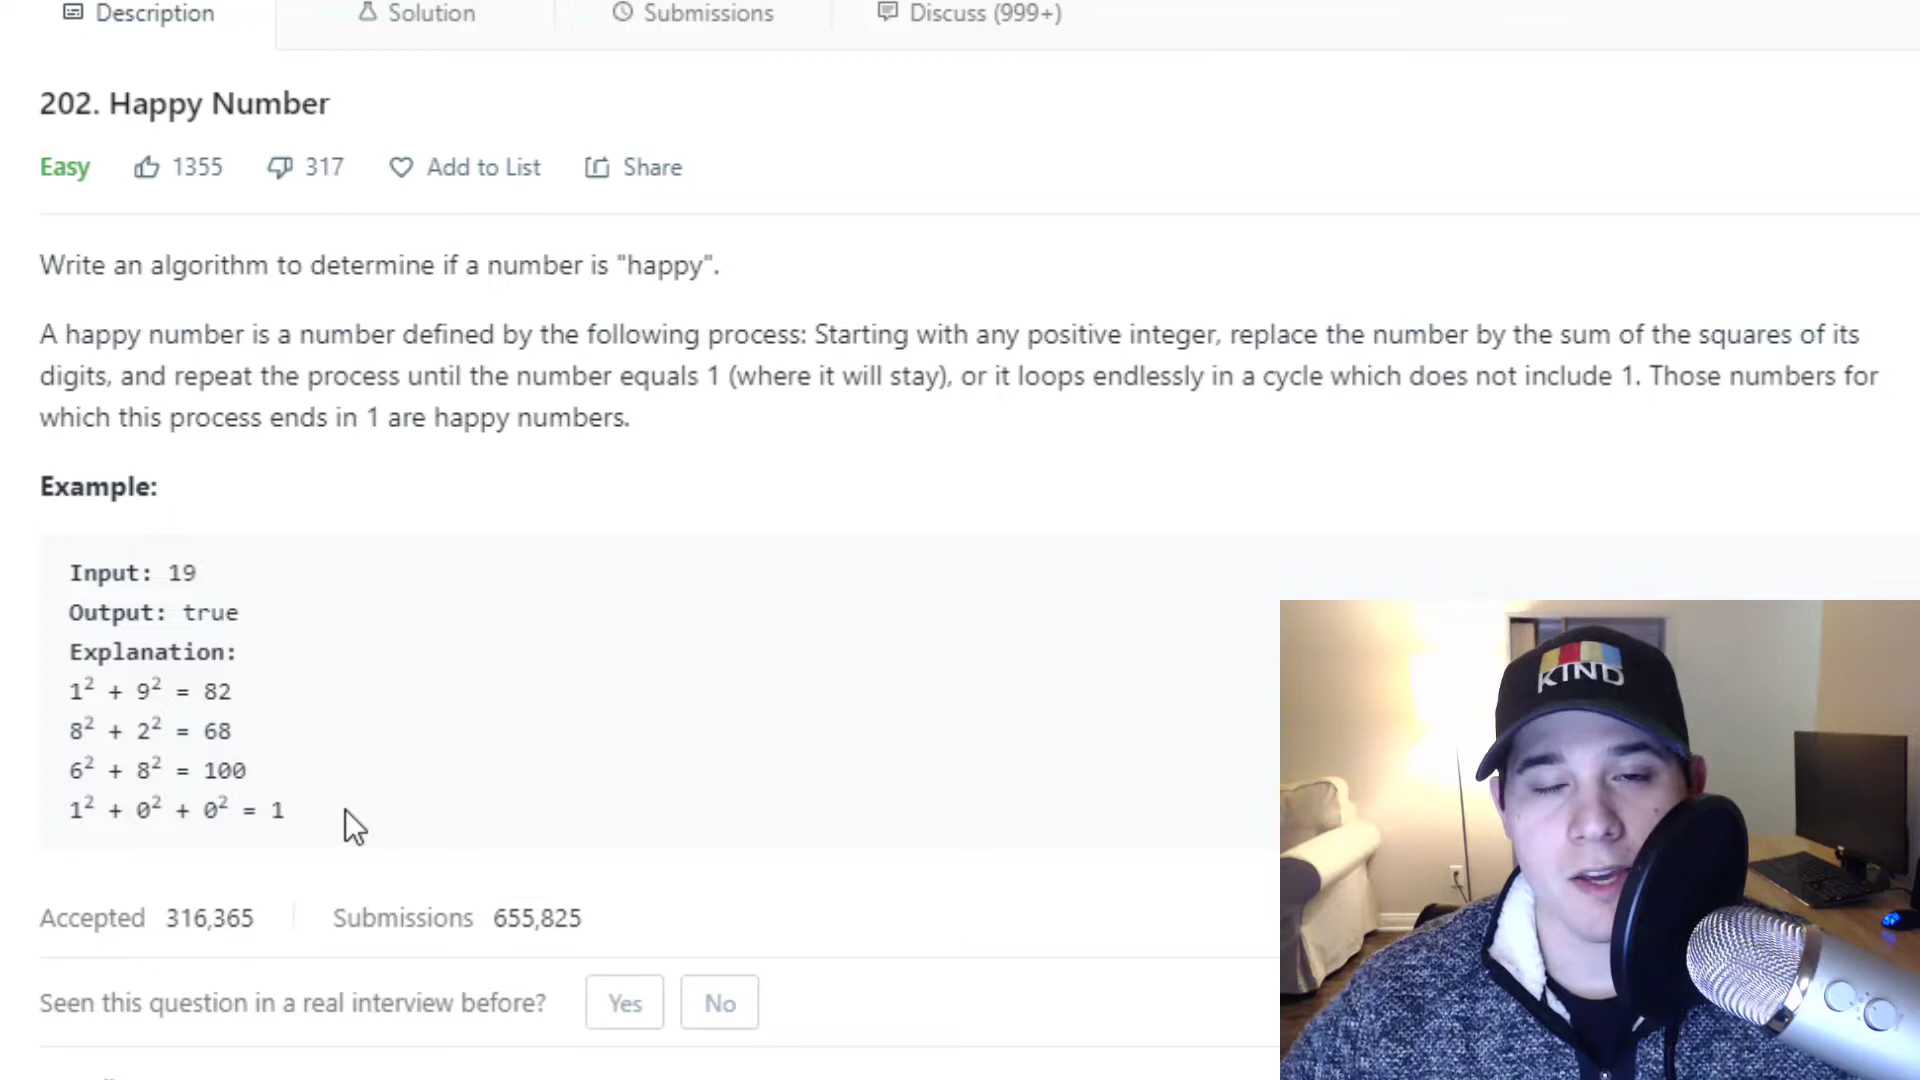 Description Solution Submissions Discuss (999+)
202. Happy Number
Easy 1355 317 Add to List Share
Write an algorithm to determine if a number is "happy".
A happy number is a number defined by the following process: Starting with any positive integer, replace the number by the sum of the squares of its
digits, and repeat the process until the number equals 1 (where it will stay), or it loops endlessly in a cycle which does not include 1. Those numbers for
which this process ends in 1 are happy numbers.
Example:
Input: 19
Output: true
Explanation:
1² + 9² = 82
8² + 2² = 68
6² + 8² = 100
1² + 0² + 0² = 1
KIND
Accepted 316,365 Submissions 655,825
Seen this question in a real interview before? Yes No